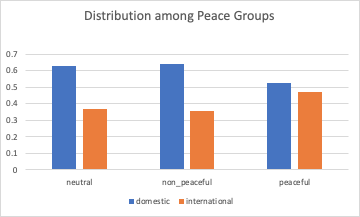 Distribution among Peace Groups
0.7
0.6
0.5
0.4
0.3
0.2
0.1
0
neutral non_peaceful peaceful
domestic international